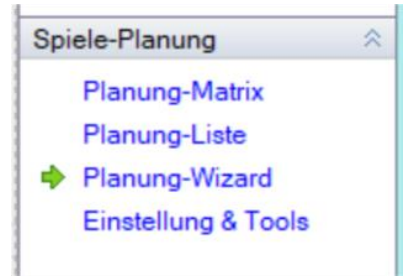 Spiele-Planung
Planung-Matrix
Planung-Liste
Planung-Wizard
Einstellung & Tools